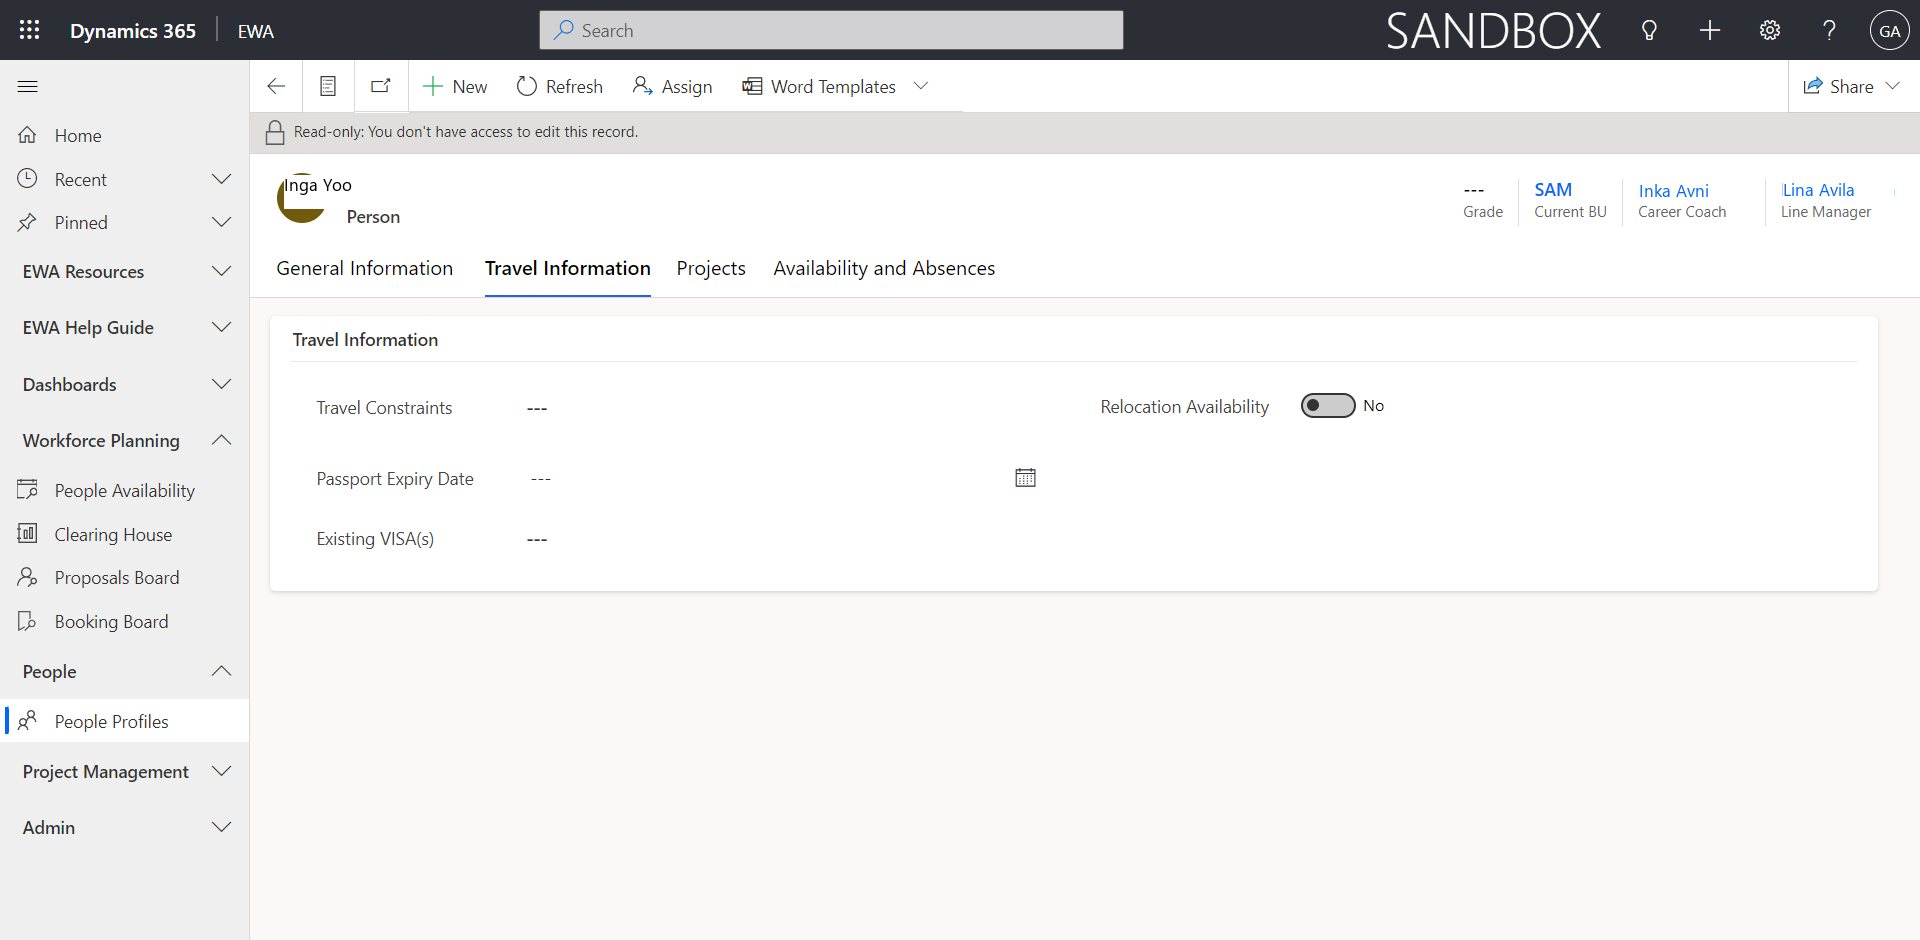 Dynamics 365
EWA
Search
SANDBOX
GA
New
Refresh
Assign
Word Templates
Share
Read-only: You don't have access to edit this record.
Home
Recent
Pinned
EWA Resources
EWA Help Guide
Dashboards
Workforce Planning
People Availability
Clearing House
Proposals Board
Booking Board
People
People Profiles
Project Management
Admin
Inga Yoo
Person
---
Grade
SAM
Current BU
Inka Avni
Career Coach
Lina Avila
Line Manager
General Information
Travel Information
Projects
Availability and Absences
Travel Information
Travel Constraints
---
Relocation Availability
No
Passport Expiry Date
---
Existing VISA(s)
---